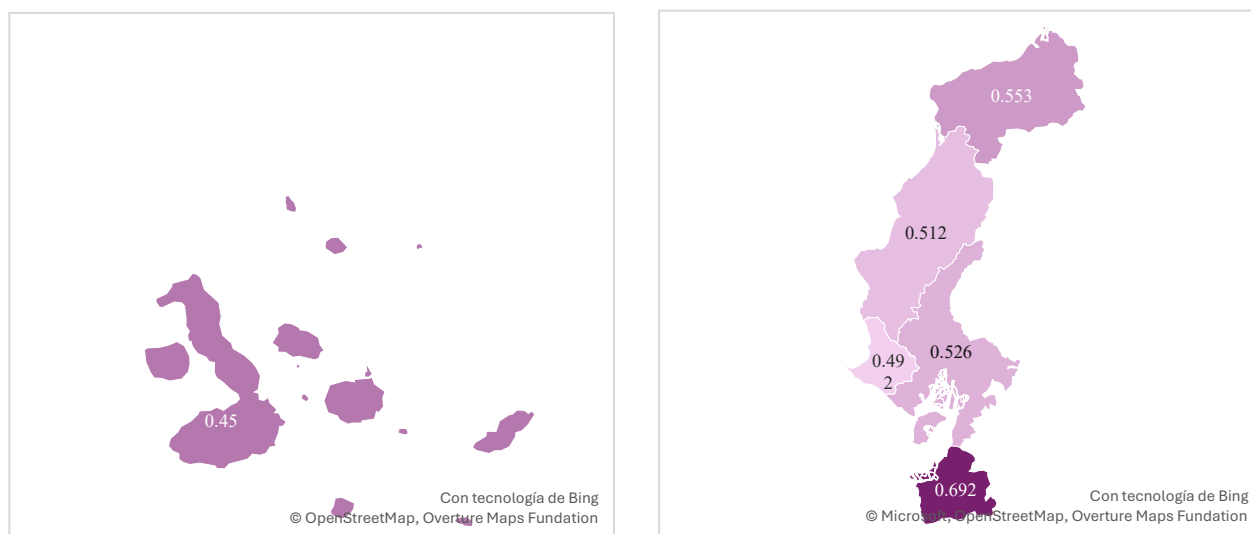 0.45
Con tecnología de Bing
© OpenStreetMap, Overture Maps Fundation
0.553
0.512
0.526
0.49
2
0.692
Con tecnología de Bing
© Microsoft, OpenStreetMap, Overture Maps Fundation